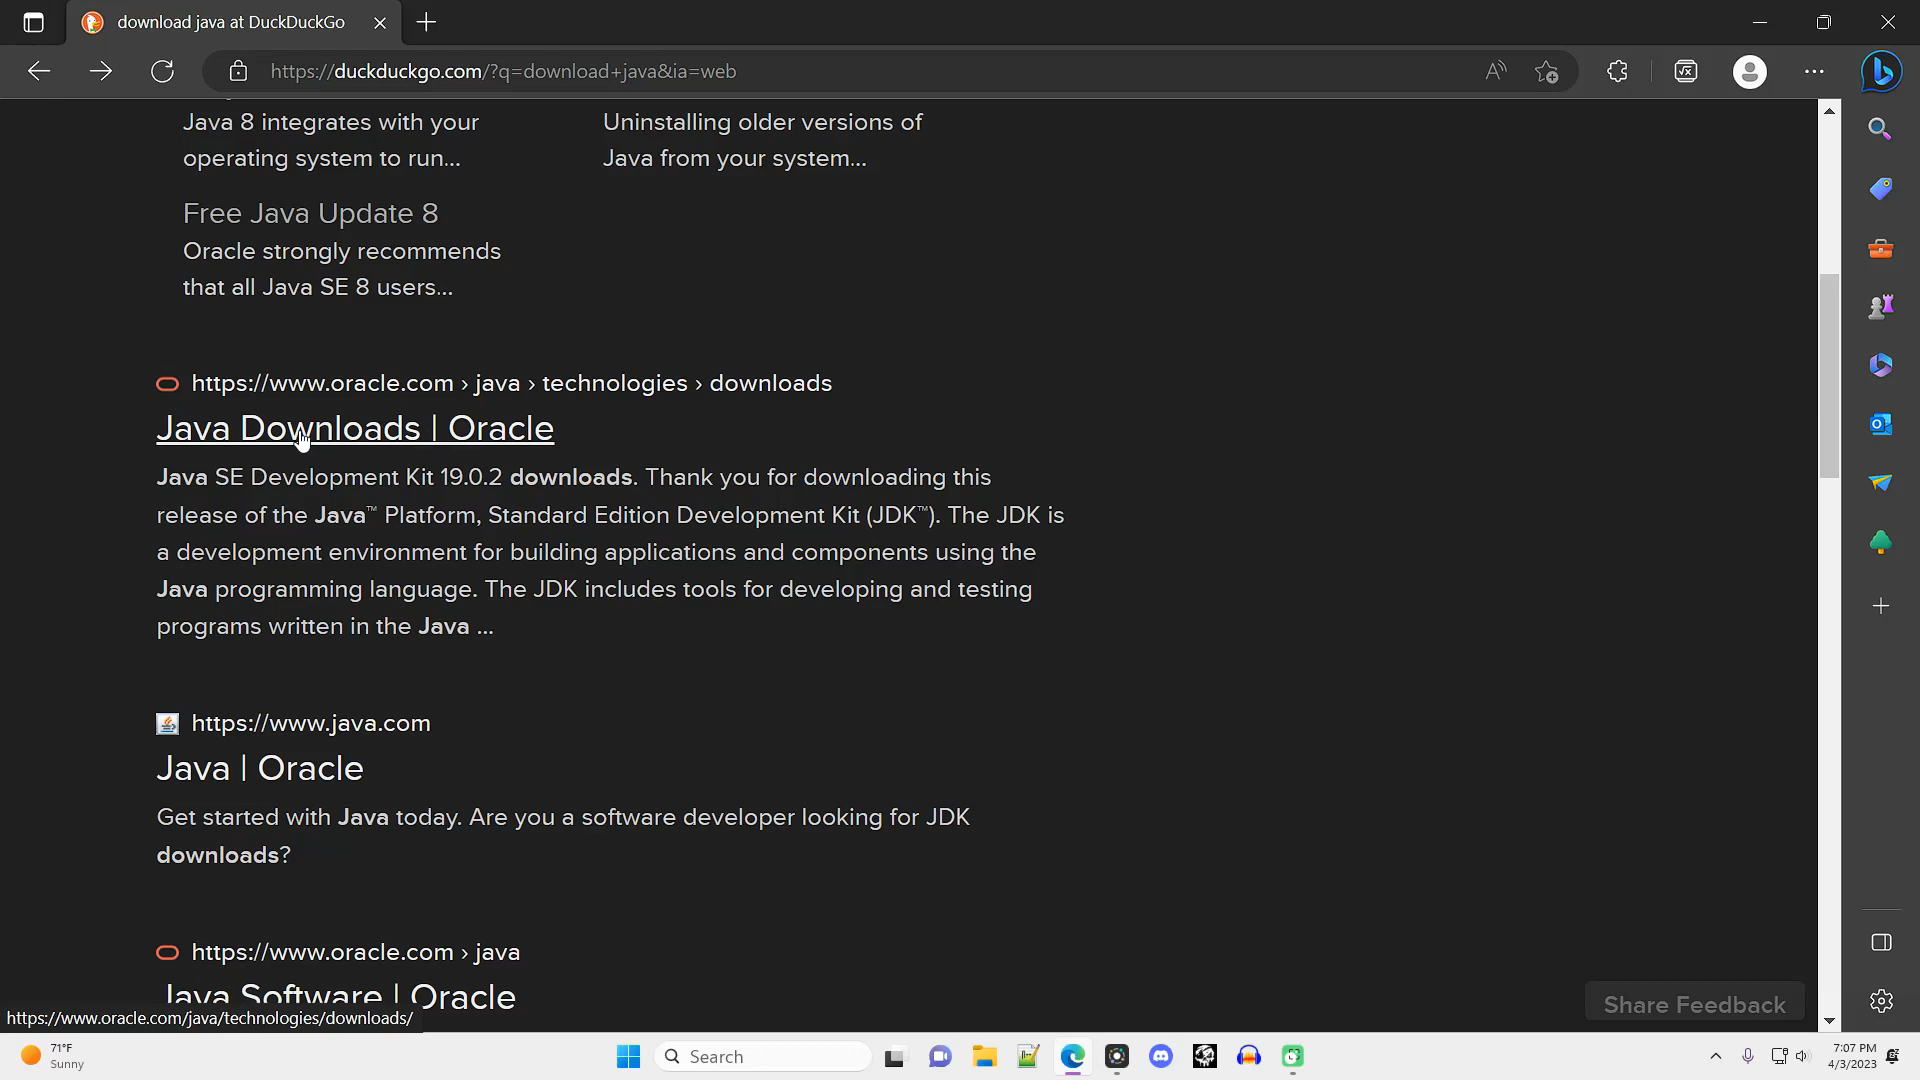 download java at DuckDuckGo
https://duckduckgo.com/?q=download+java&ia=web
Java 8 integrates with your
operating system to run...
Uninstalling older versions of
Java from your system...
Free Java Update 8
Oracle strongly recommends
that all Java SE 8 users...
https://www.oracle.com › java › technologies › downloads
Java Downloads | Oracle
Java SE Development Kit 19.0.2 downloads. Thank you for downloading this
release of the Java™ Platform, Standard Edition Development Kit (JDK™). The JDK is
a development environment for building applications and components using the
Java programming language. The JDK includes tools for developing and testing
programs written in the Java ...
https://www.java.com
Java | Oracle
Get started with Java today. Are you a software developer looking for JDK
downloads?
https://www.oracle.com › java
Java Software | Oracle
https://www.oracle.com/java/technologies/downloads/
Share Feedback
71°F
Sunny
Search
7:07 PM
4/3/2023